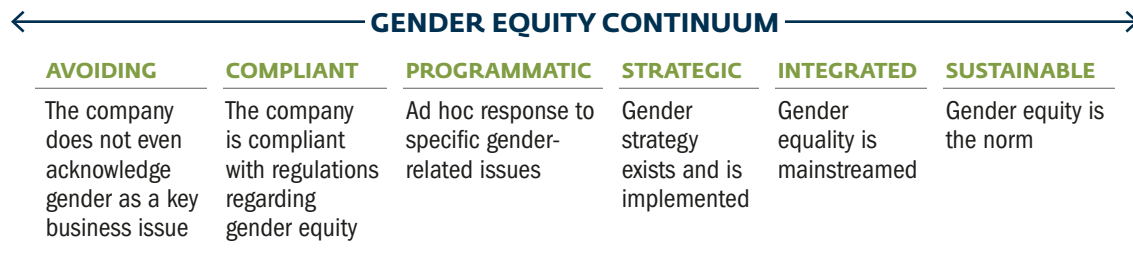 GENDER EQUITY CONTINUUM
AVOIDING
The company
does not even
acknowledge
gender as a key
business issue
COMPLIANT
The company
is compliant
with regulations
regarding
gender equity
PROGRAMMATIC
Ad hoc response to
specific gender-
related issues
STRATEGIC
Gender
strategy
exists and is
implemented
INTEGRATED
Gender
equality is
mainstreamed
SUSTAINABLE
Gender equity is
the norm